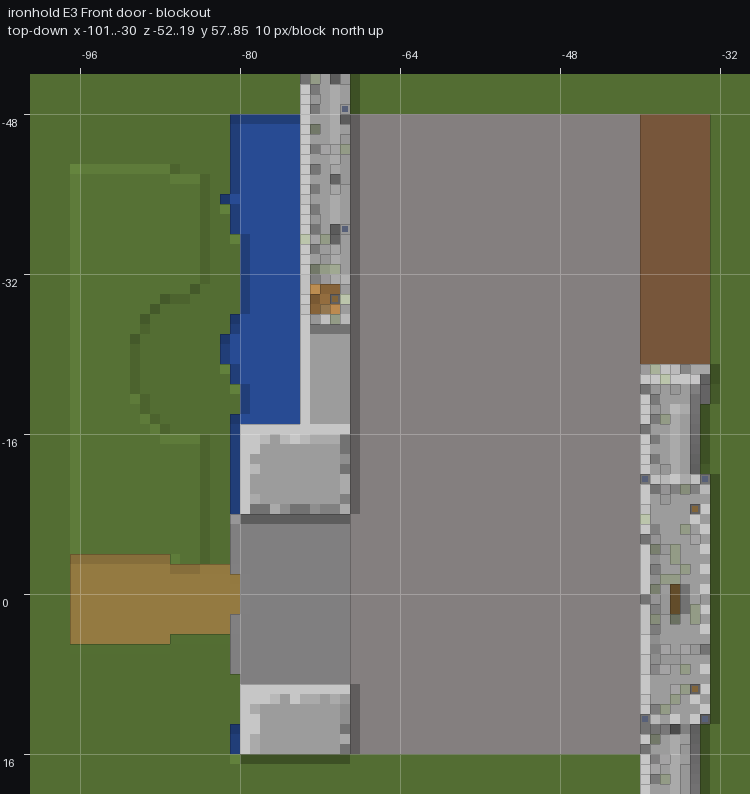 ironhold E3 Front door - blockout
top-down  x -101..-30  z -52..19  y 57..85  10 px/block  north up
-96 -80 -64 -48 -32
-48
-32
-16
0
16